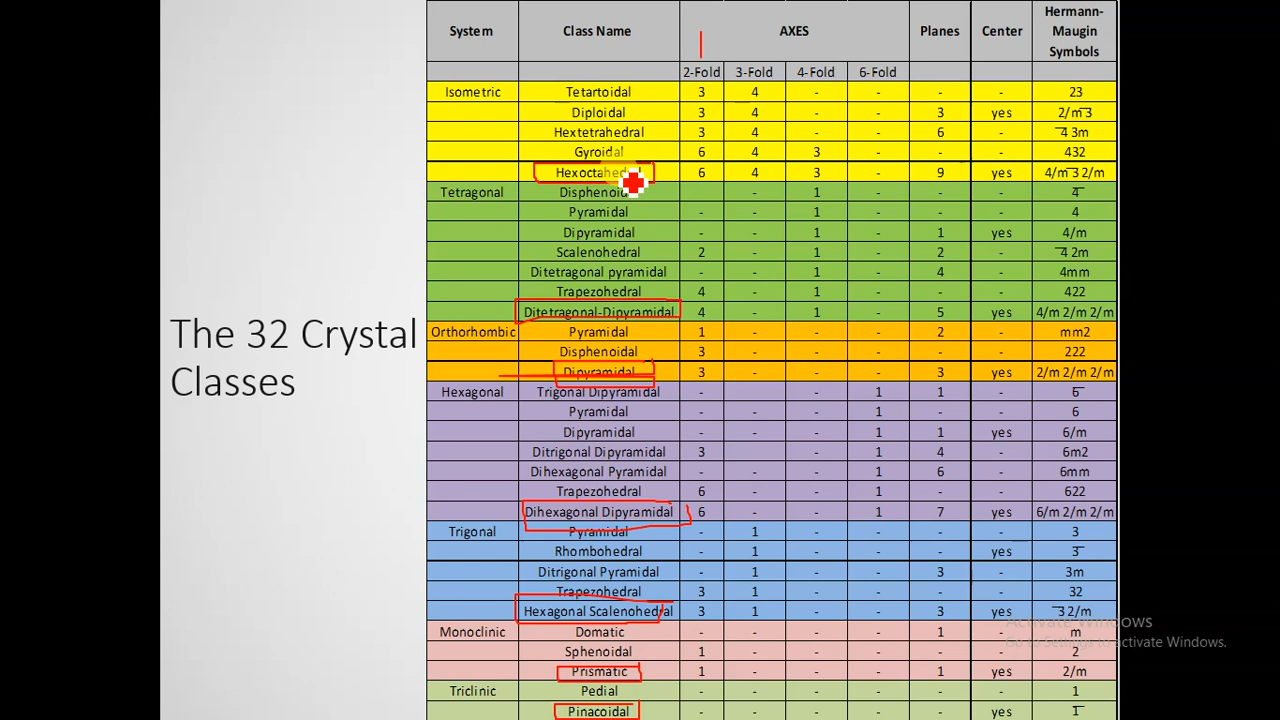 The 32 Crystal
Classes
System Class Name AXES Planes Center Hermann-
Maugin
Symbols
2-Fold 3-Fold 4-Fold 6-Fold
Isometric Tetartoidal 3 4 - - - - 23
Diploidal 3 4 - - 3 yes 2/m 3̅
Hextetrahedral 3 4 - - 6 - 4̅ 3m
Gyroidal 6 4 3 - - - 432
Hexoctahedral 6 4 3 - 9 yes 4/m 3̅ 2/m
Tetragonal Disphenoidal - 1 - - - 4̅
Pyramidal - - 1 - - - 4
Dipyramidal - - 1 - 1 yes 4/m
Scalenohedral 2 - 1 - 2 - 4̅ 2m
Ditetragonal pyramidal - - 1 - 4 - 4mm
Trapezohedral 4 - 1 - - - 422
Ditetragonal-Dipyramidal 4 - 1 - 5 yes 4/m 2/m 2/m
Orthorhombic Pyramidal 1 - - - 2 - mm2
Disphenoidal 3 - - - - - 222
Dipyramidal 3 - - - 3 yes 2/m 2/m 2/m
Hexagonal Trigonal Dipyramidal - - 1 1 - 6̅
Pyramidal - - - 1 - - 6
Dipyramidal - - - 1 1 yes 6/m
Ditrigonal Dipyramidal 3 - 1 4 - 6m2
Dihexagonal Pyramidal - - - 1 6 - 6mm
Trapezohedral 6 - - 1 - - 622
Dihexagonal Dipyramidal 6 - - 1 7 yes 6/m 2/m 2/m
Trigonal Pyramidal - 1 - - - - 3
Rhombohedral - 1 - - - yes 3̅
Ditrigonal Pyramidal - 1 - - 3 - 3m
Trapezohedral 3 1 - - - - 32
Hexagonal Scalenohedral 3 1 - - 3 yes 3̅ 2/m
Monoclinic Domatic - - - - 1 - m
Sphenoidal 1 - - - - - 2
Prismatic 1 - - - 1 yes 2/m
Triclinic Pedial - - - - - - 1
Pinacoidal - - - - - yes 1̅
Activate Windows
Go to Settings to activate Windows.